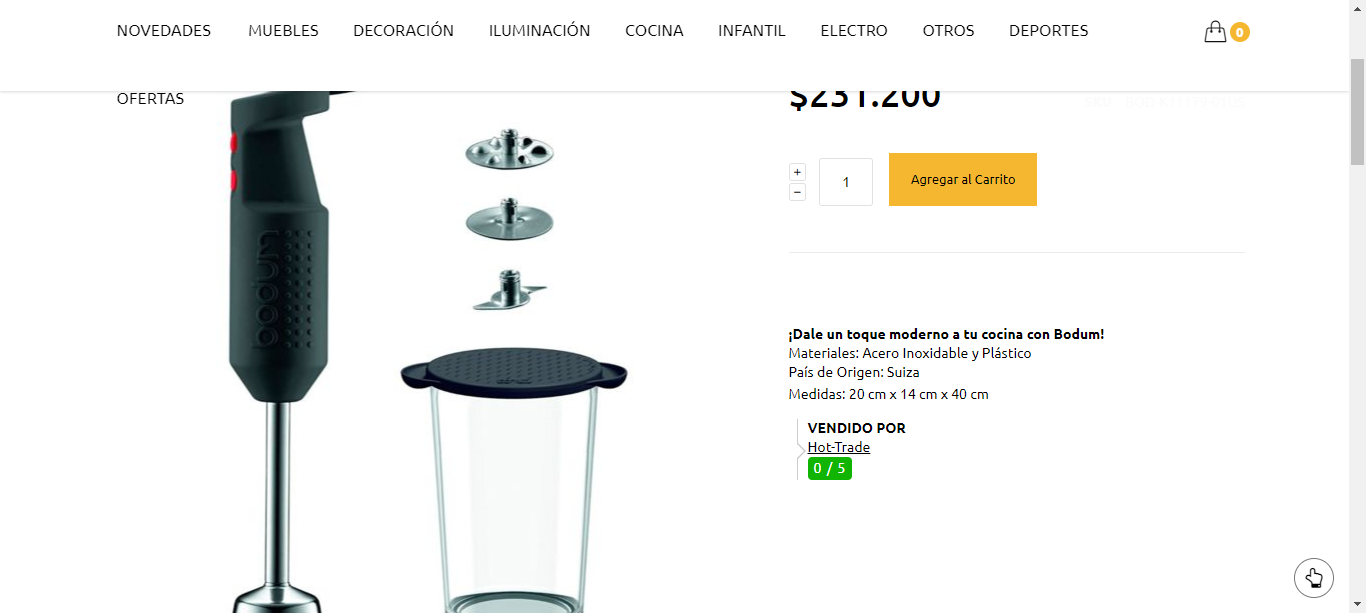 NOVEDADES MUEBLES DECORACIÓN ILUMINACIÓN COCINA INFANTIL ELECTRO OTROS DEPORTES 0
OFERTAS
$231.200
+
1
Agregar al Carrito
−
bodum
¡Dale un toque moderno a tu cocina con Bodum!
Materiales: Acero Inoxidable y Plástico
País de Origen: Suiza
Medidas: 20 cm x 14 cm x 40 cm
VENDIDO POR
Hot-Trade
0 / 5